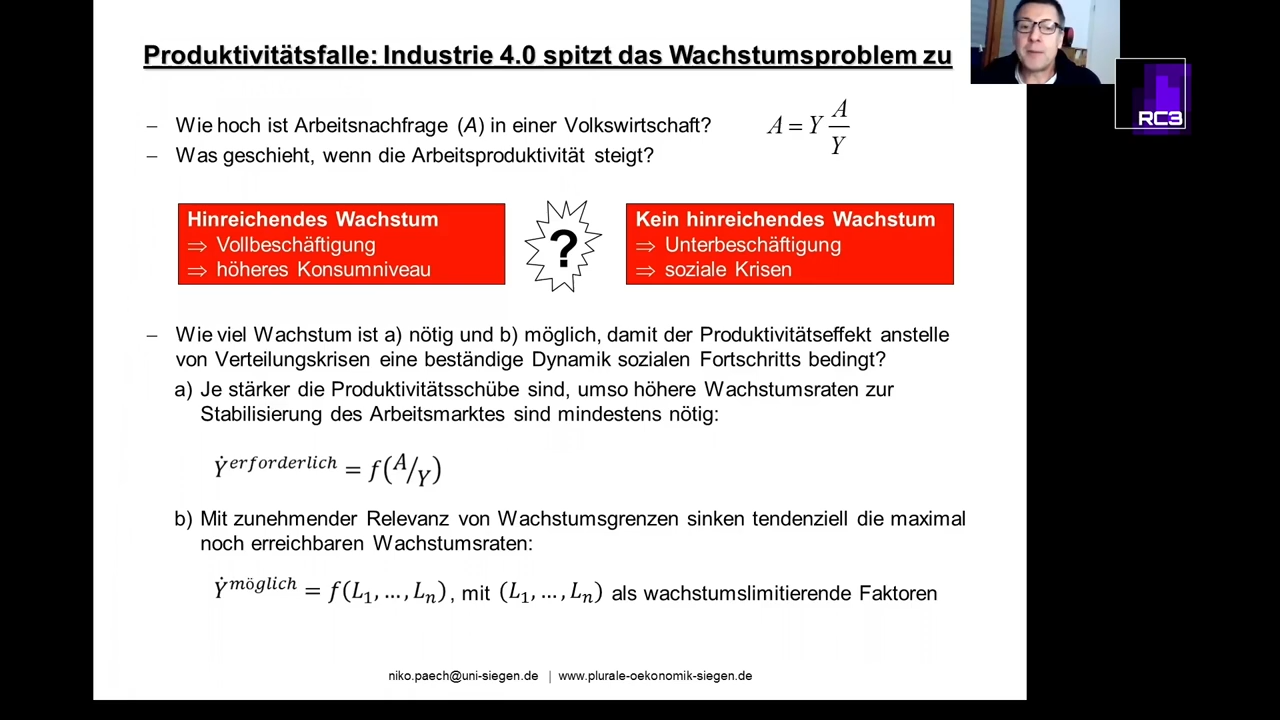 Produktivitätsfalle: Industrie 4.0 spitzt das Wachstumsproblem zu
– Wie hoch ist Arbeitsnachfrage (A) in einer Volkswirtschaft? A = Y A/Y
– Was geschieht, wenn die Arbeitsproduktivität steigt?
Hinreichendes Wachstum
⇒ Vollbeschäftigung
⇒ höheres Konsumniveau
?
Kein hinreichendes Wachstum
⇒ Unterbeschäftigung
⇒ soziale Krisen
– Wie viel Wachstum ist a) nötig und b) möglich, damit der Produktivitätseffekt anstelle
von Verteilungskrisen eine beständige Dynamik sozialen Fortschritts bedingt?
a) Je stärker die Produktivitätsschübe sind, umso höhere Wachstumsraten zur
Stabilisierung des Arbeitsmarktes sind mindestens nötig:
Ẏ^erforderlich = f(A/Y)
b) Mit zunehmender Relevanz von Wachstumsgrenzen sinken tendenziell die maximal
noch erreichbaren Wachstumsraten:
Ẏ^möglich = f(L₁, …, Lₙ), mit (L₁, …, Lₙ) als wachstumslimitierende Faktoren
niko.paech@uni-siegen.de | www.plurale-oekonomik-siegen.de
RC3